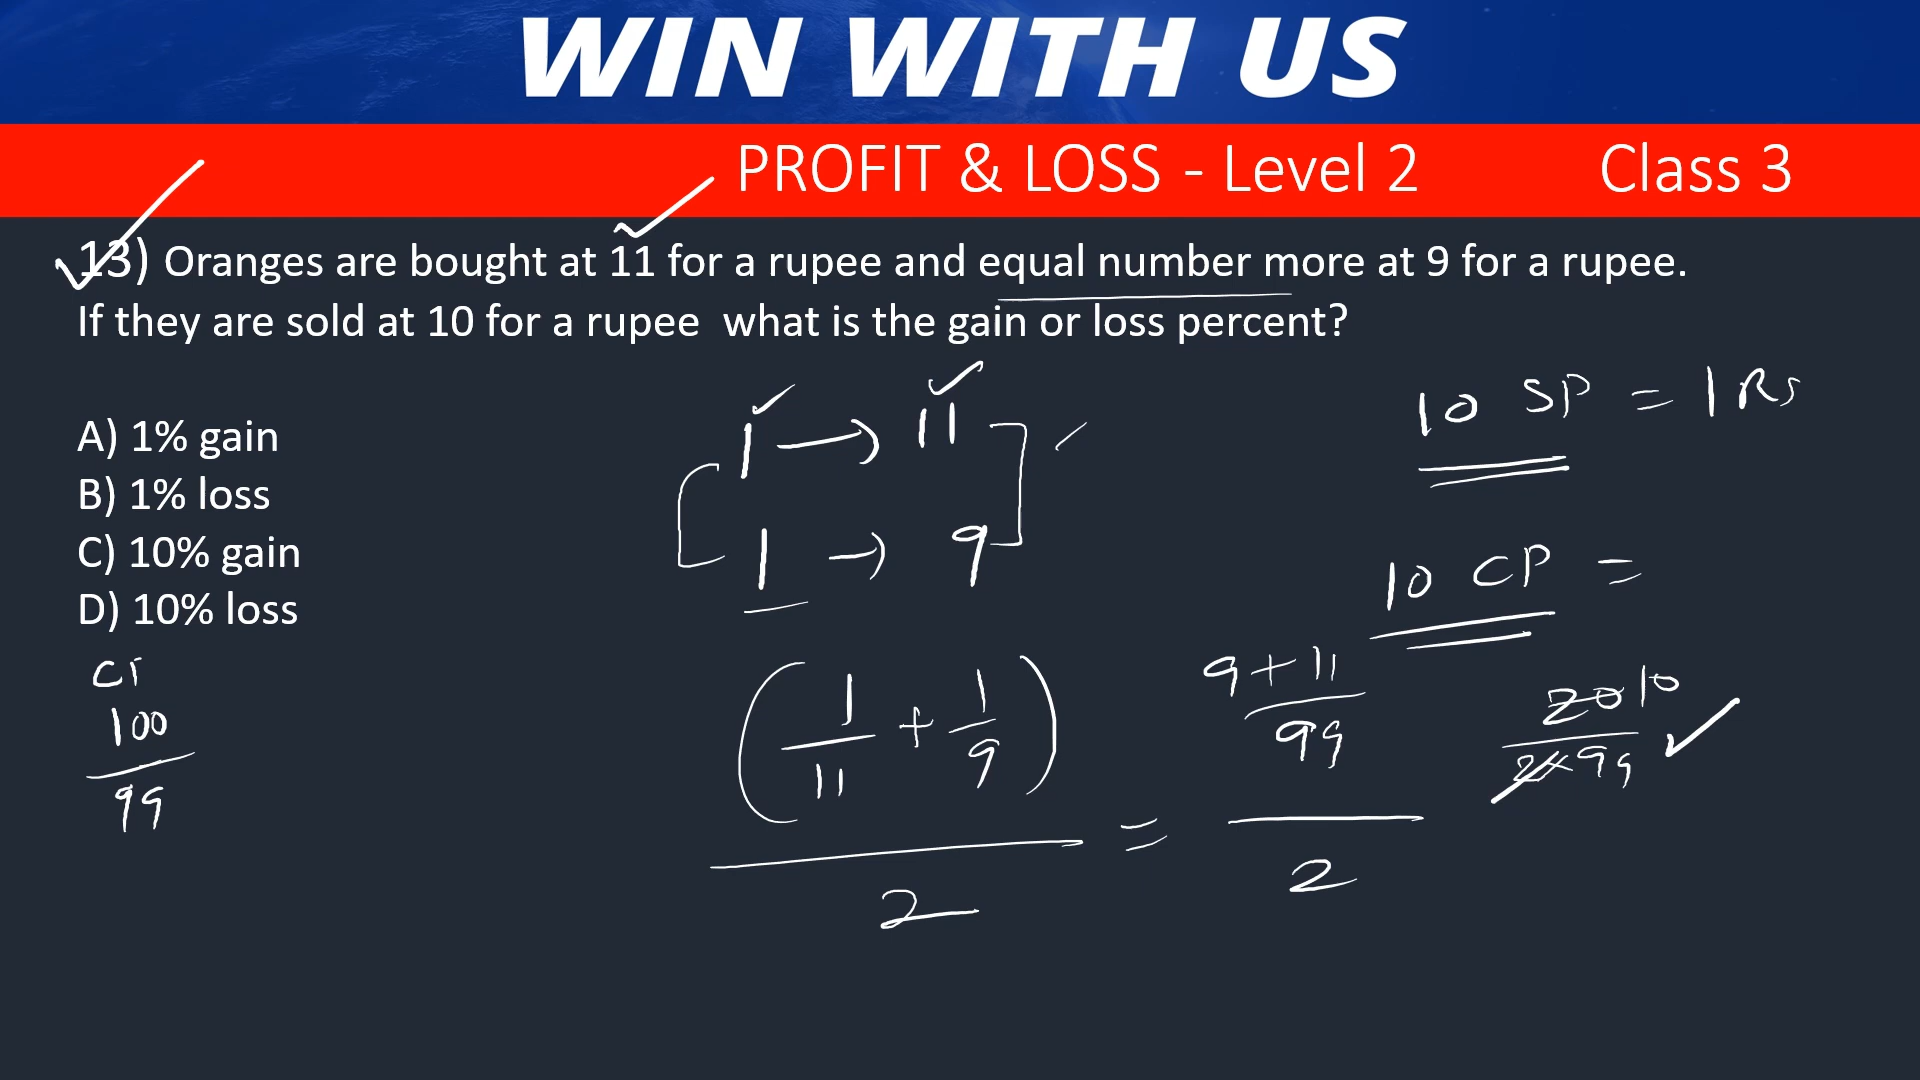 WIN WITH US
PROFIT & LOSS - Level 2 Class 3
13) Oranges are bought at 11 for a rupee and equal number more at 9 for a rupee.
If they are sold at 10 for a rupee what is the gain or loss percent?
A) 1% gain
B) 1% loss
C) 10% gain
D) 10% loss
1 → 11
1 → 9
10 SP = 1 Rs
10 CP =
(1/11 + 1/9)
2
=
9+11
99
2
20 10
2x99
100
99